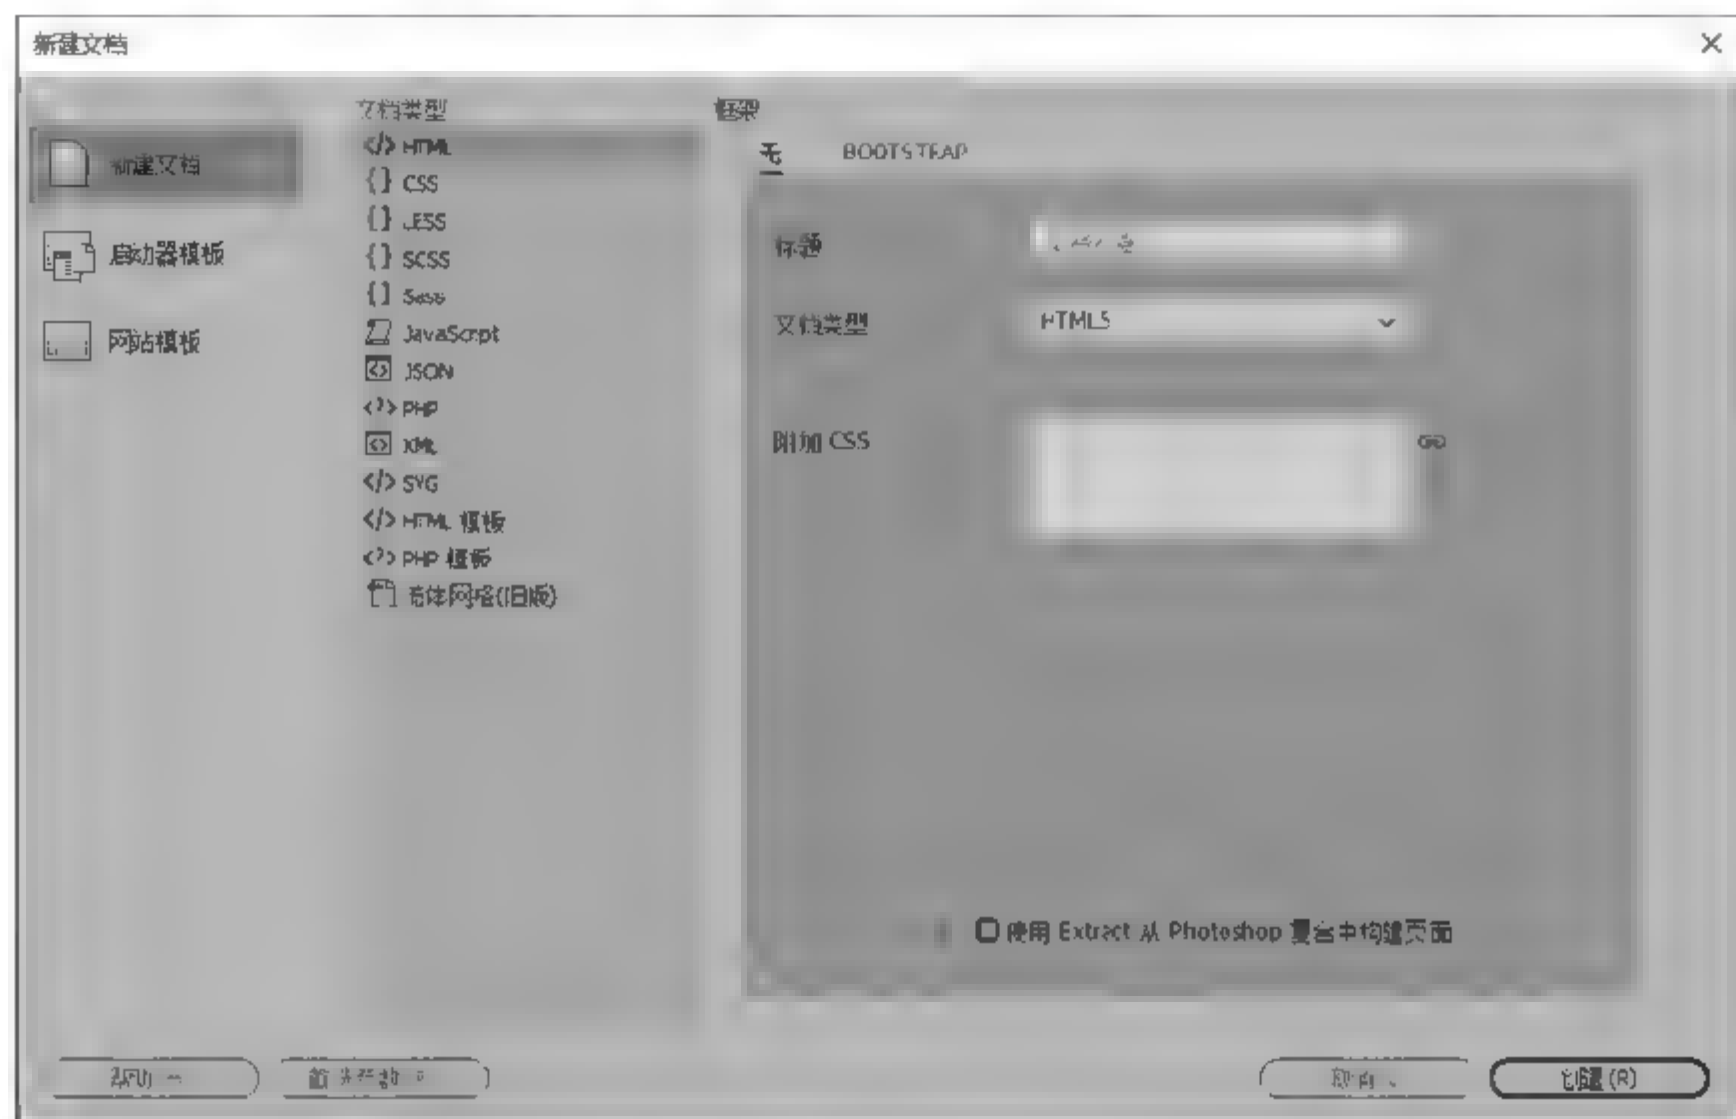 新建文档
新建文档
启动器模板
网站模板
文档类型
</> HTML
{} CSS
{} LESS
{} SCSS
{} Sass
JavaScript
JSON
<?> PHP
XML
</> SVG
</> HTML 模板
<?> PHP 模板
流体网格(旧版)
框架
无 BOOTSTRAP
标题
文档类型 HTML5
附加 CSS
使用 Extract 从 Photoshop 复合中构建页面
帮助
创建(R)